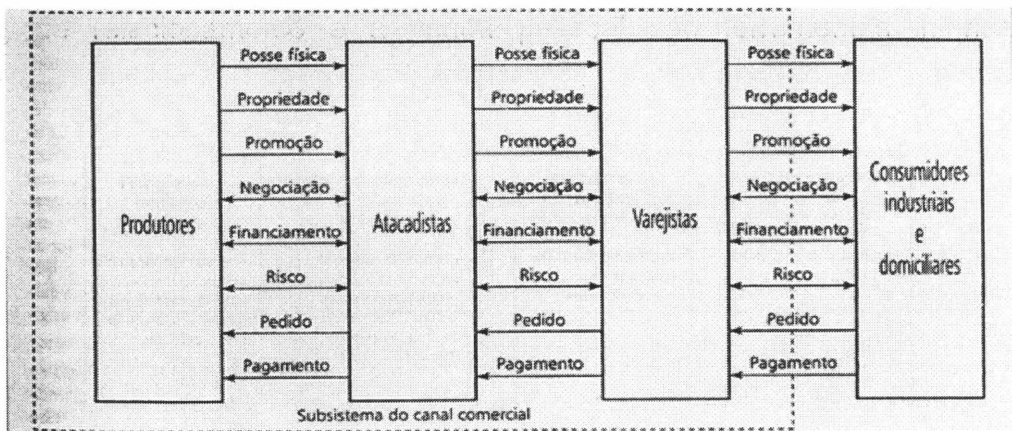 Posse física Posse física Posse física
Propriedade Propriedade Propriedade
Promoção Promoção Promoção
Negociação Negociação Negociação
Produtores Atacadistas Varejistas Consumidores
industriais
e
domiciliares
Financiamento Financiamento Financiamento
Risco Risco Risco
Pedido Pedido Pedido
Pagamento Pagamento Pagamento
Subsistema do canal comercial